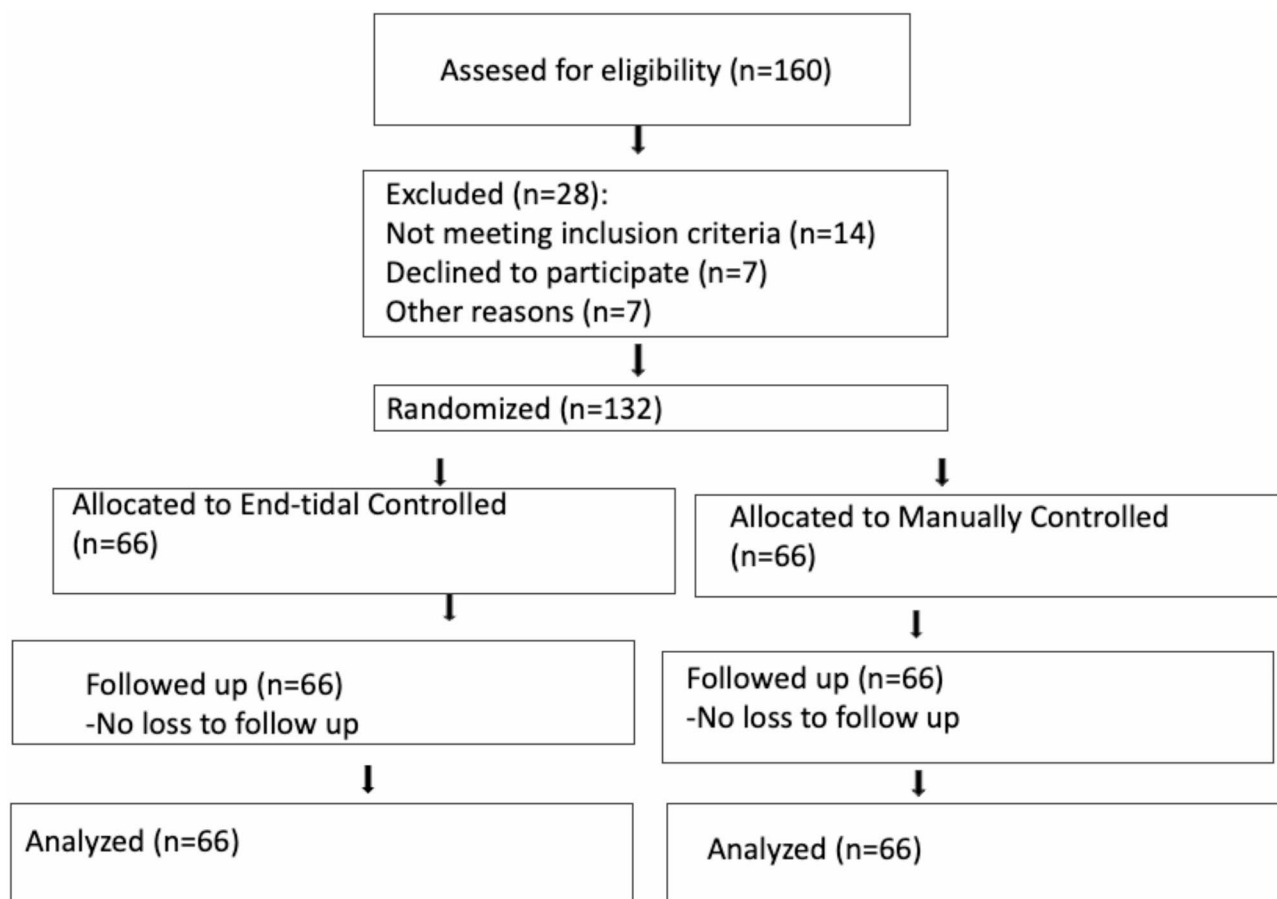 Assesed for eligibility (n=160)
Excluded (n=28):
Not meeting inclusion criteria (n=14)
Declined to participate (n=7)
Other reasons (n=7)
Randomized (n=132)
Allocated to End-tidal Controlled
(n=66)
Allocated to Manually Controlled
(n=66)
Followed up (n=66)
-No loss to follow up
Followed up (n=66)
-No loss to follow up
Analyzed (n=66)
Analyzed (n=66)